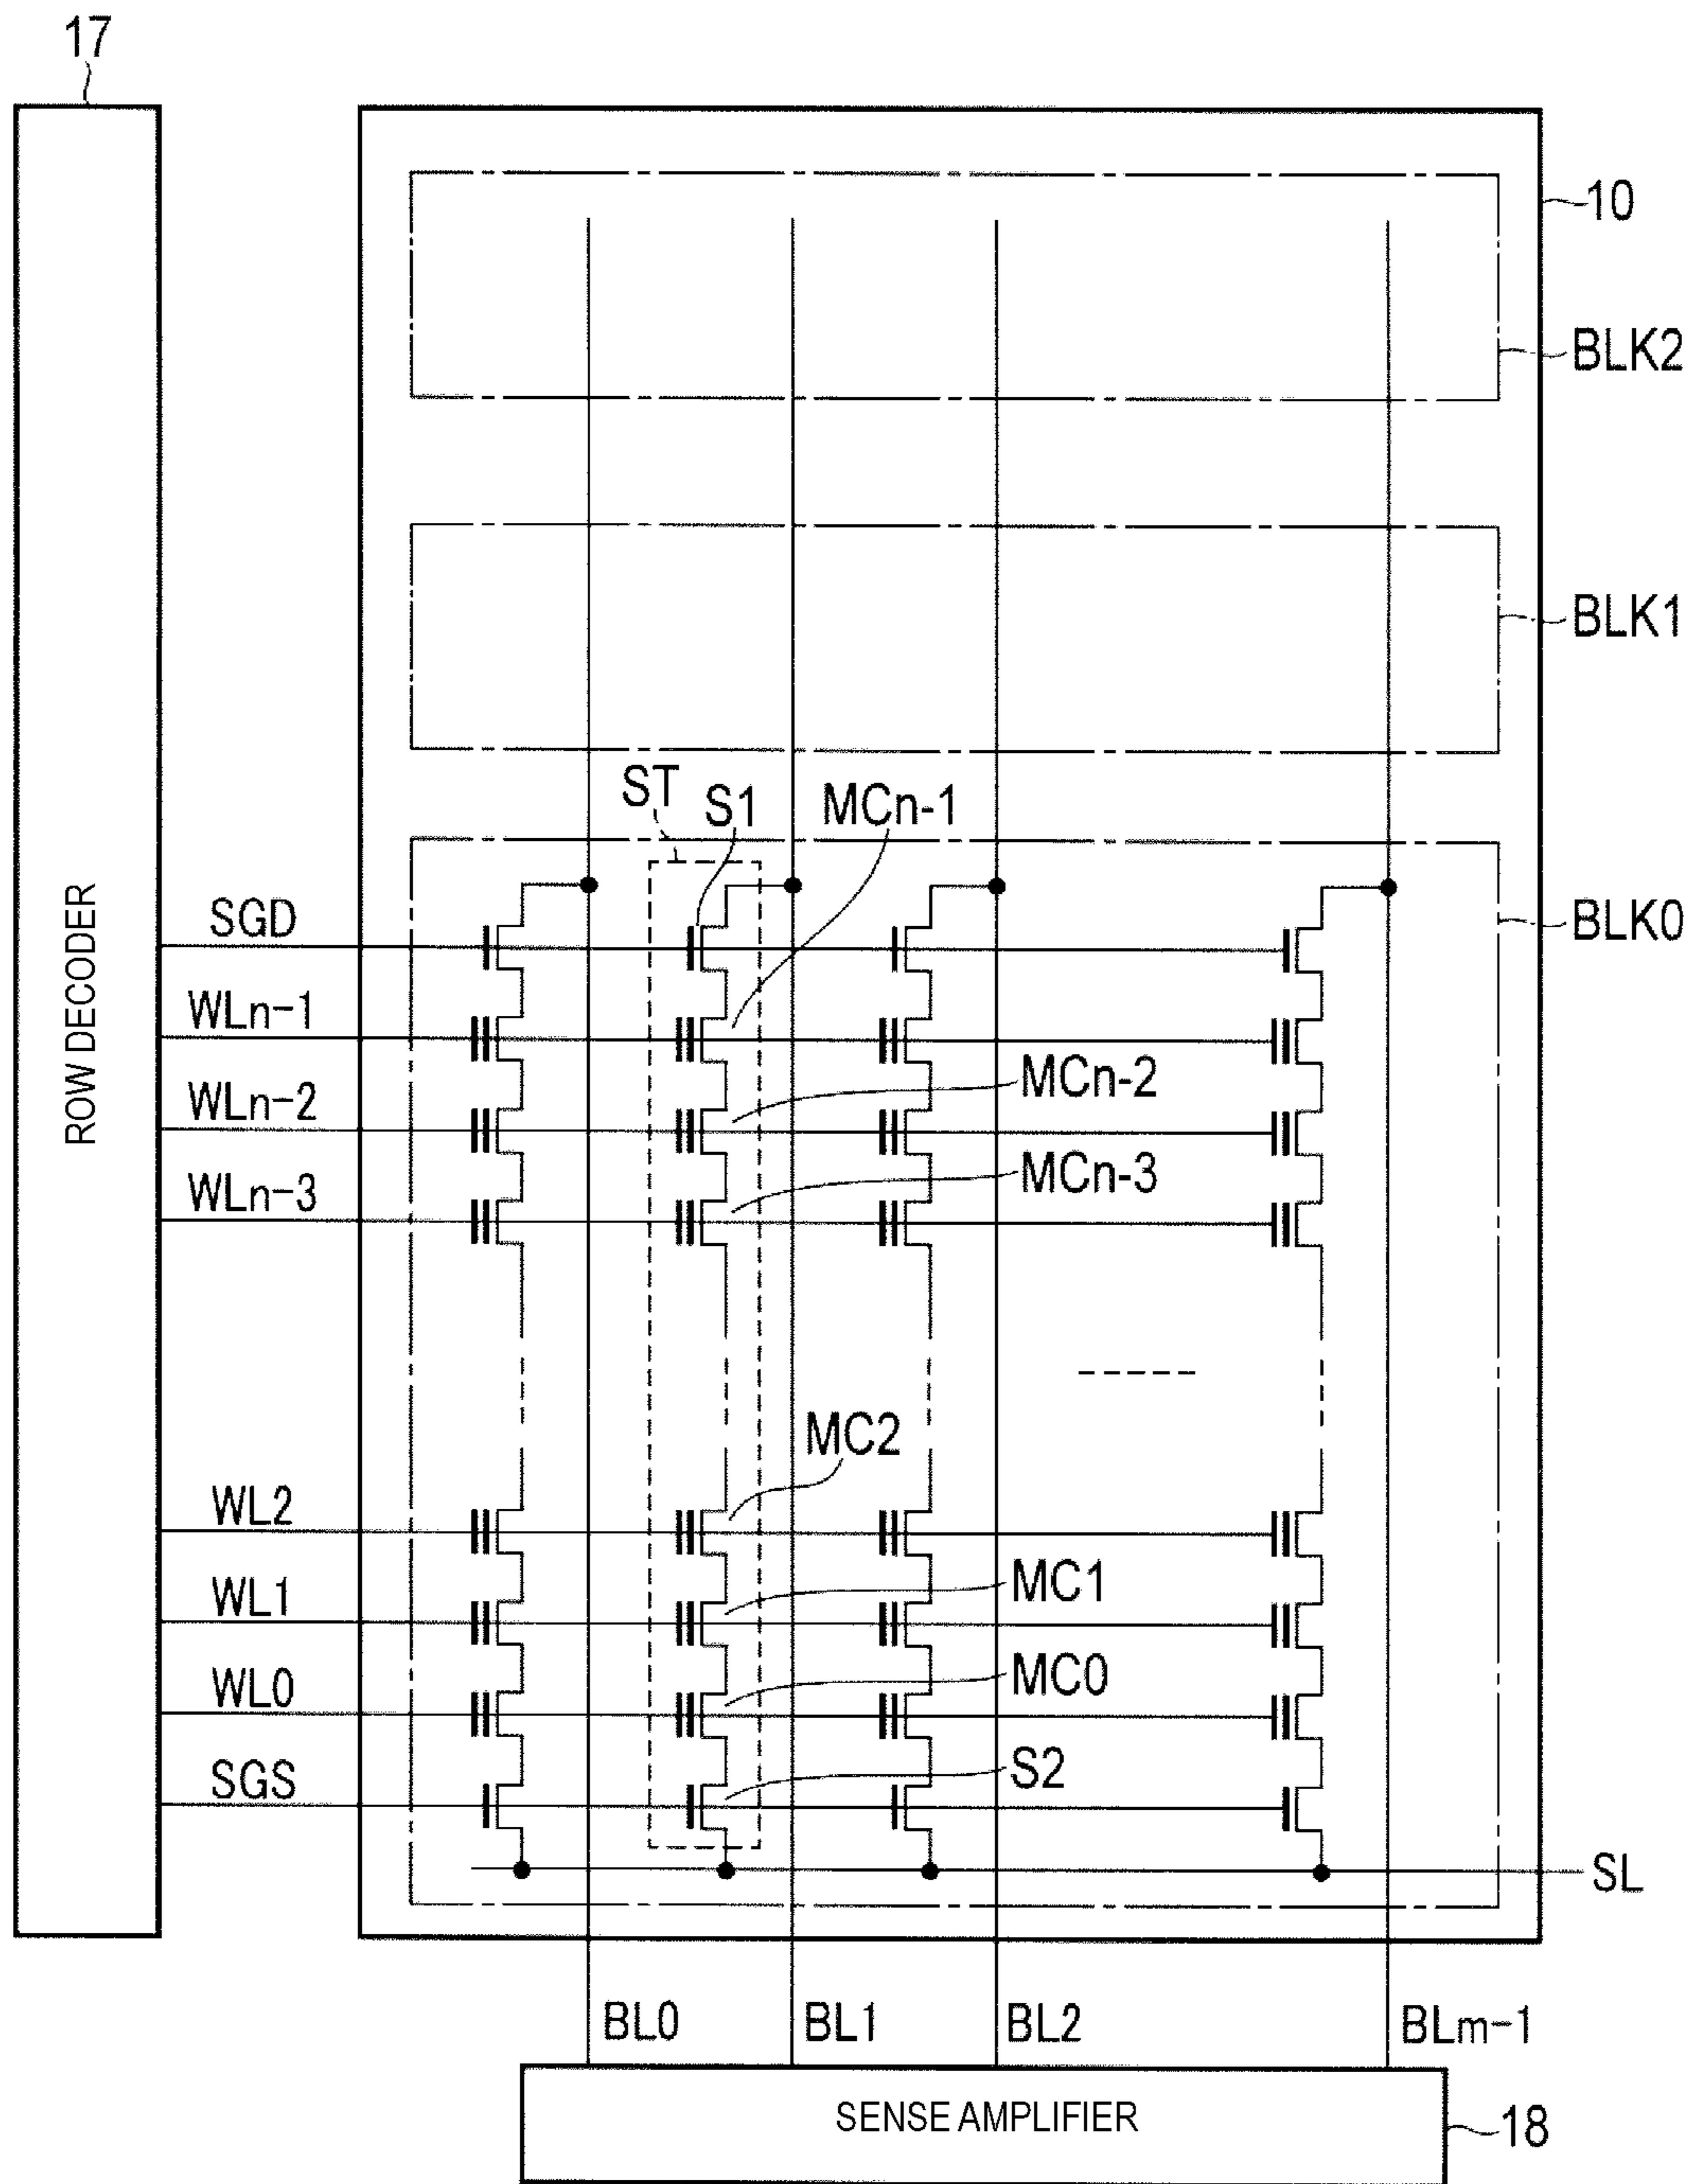 17
10
BLK2
BLK1
ST
S1
MCn-1
BLK0
ROW DECODER
SGD
WLn-1
WLn-2
MCn-2
WLn-3
MCn-3
MC2
WL2
WL1
MC1
WL0
MC0
SGS
S2
SL
BL0
BL1
BL2
BLm-1
SENSE AMPLIFIER
18